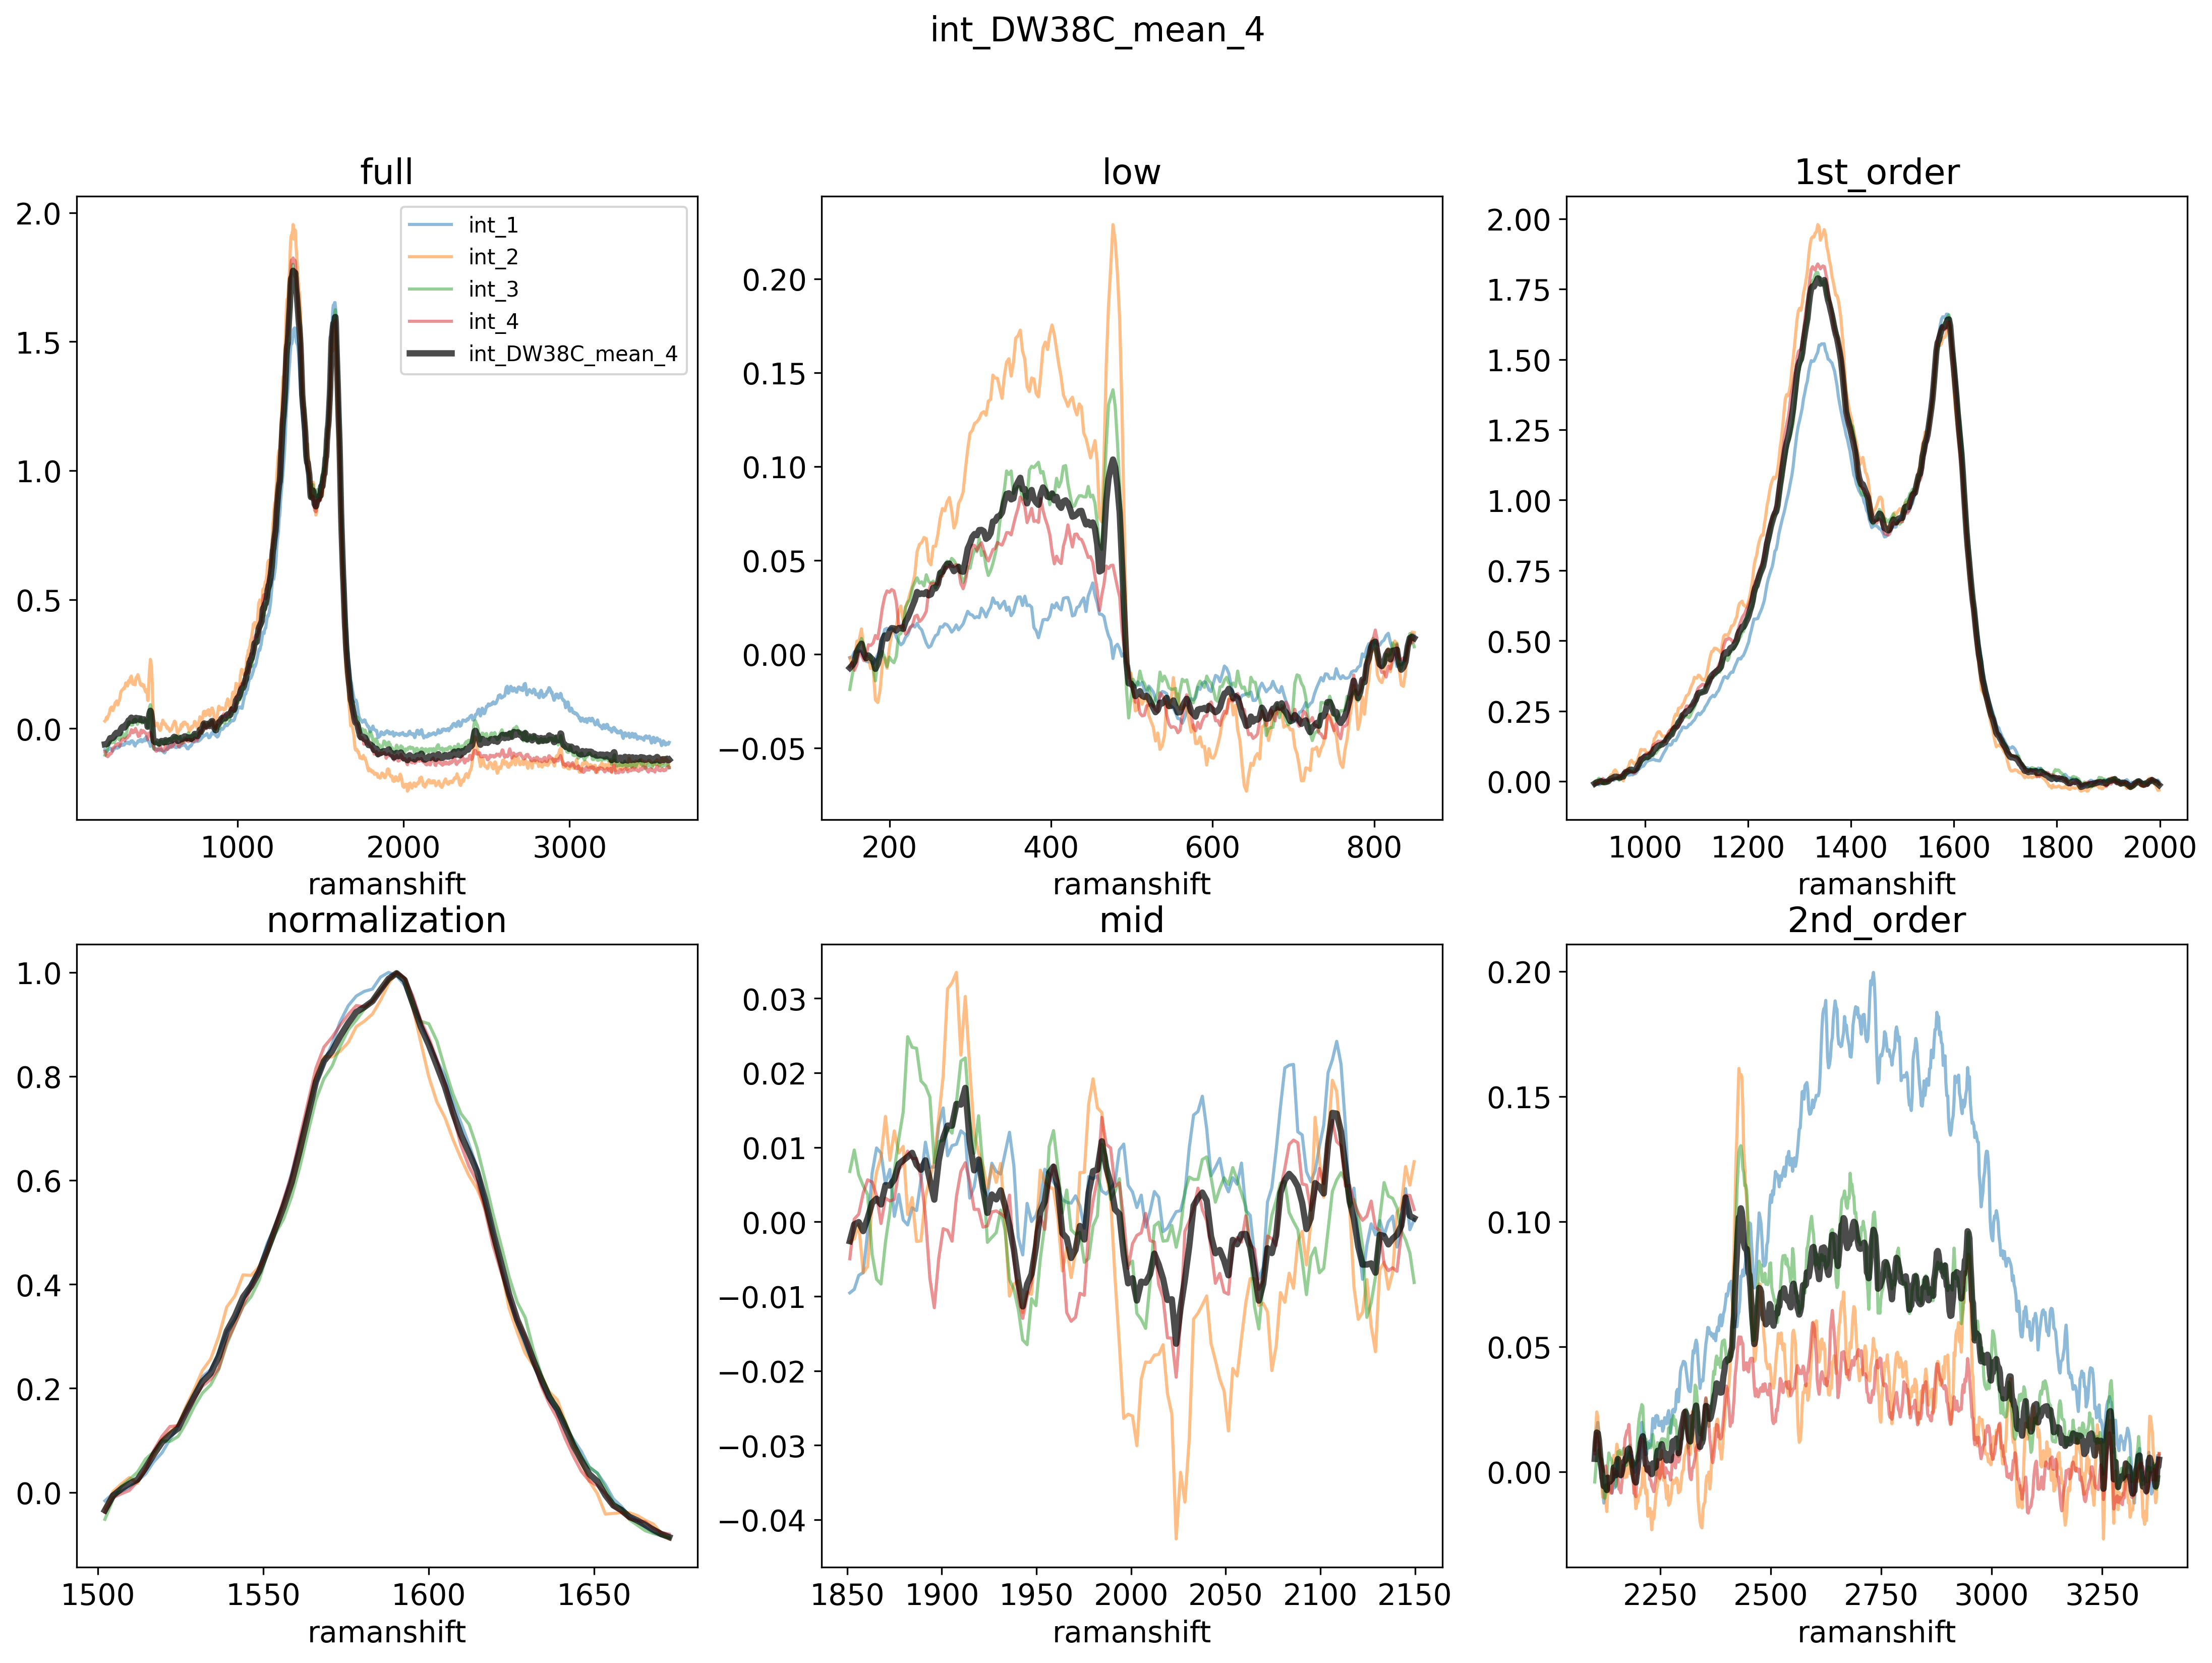 int_DW38C_mean_4
full
2.0
1.5
1.0
0.5
0.0
1000 2000 3000
ramanshift
int_1
int_2
int_3
int_4
int_DW38C_mean_4
low
0.20
0.15
0.10
0.05
0.00
−0.05
200 400 600 800
ramanshift
1st_order
2.00
1.75
1.50
1.25
1.00
0.75
0.50
0.25
0.00
1000 1200 1400 1600 1800 2000
ramanshift
normalization
1.0
0.8
0.6
0.4
0.2
0.0
1500 1550 1600 1650
ramanshift
mid
0.03
0.02
0.01
0.00
−0.01
−0.02
−0.03
−0.04
1850 1900 1950 2000 2050 2100 2150
ramanshift
2nd_order
0.20
0.15
0.10
0.05
0.00
2250 2500 2750 3000 3250
ramanshift